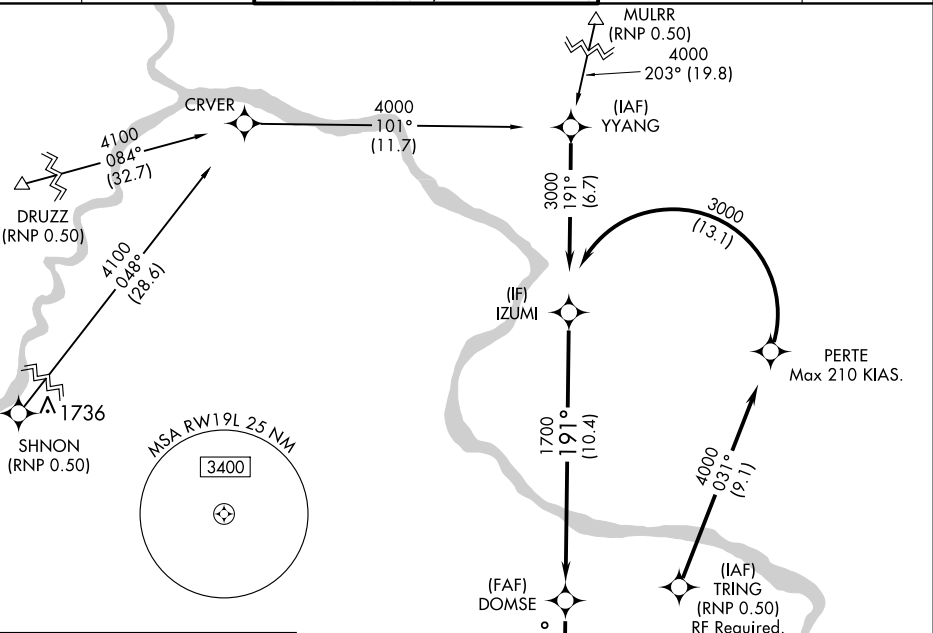 MULRR
(RNP 0.50)
4000
203° (19.8)
CRVER
4000
101°
(11.7)
(IAF)
YYANG
4100
084°
(32.7)
DRUZZ
(RNP 0.50)
3000
191°
(6.7)
3000
(13.1)
4100
048°
(28.6)
(IF)
IZUMI
PERTE
Max 210 KIAS.
1736
SHNON
(RNP 0.50)
MSA RW19L 25 NM
3400
1700
191°
(10.4)
4000
031°
(9.1)
(FAF)
DOMSE
(IAF)
TRING
(RNP 0.50)
RF Required.